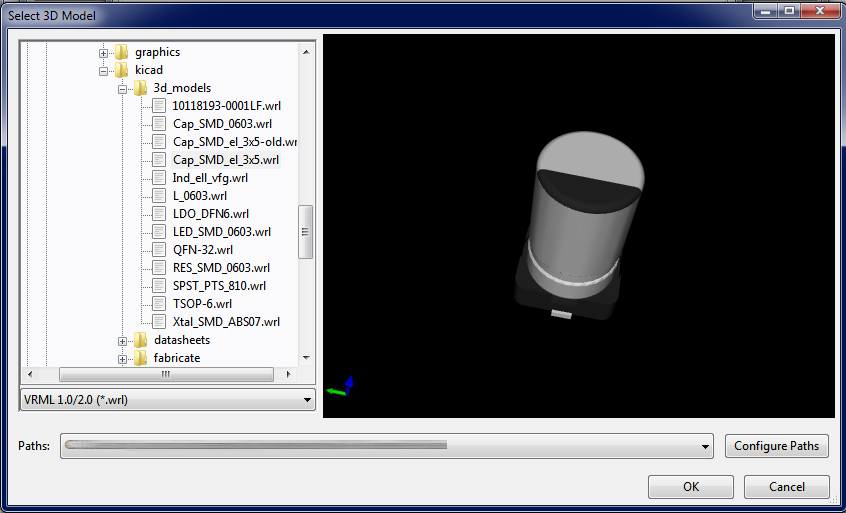 Select 3D Model
graphics
kicad
3d_models
10118193-0001LF.wrl
Cap_SMD_0603.wrl
Cap_SMD_el_3x5-old.wr
Cap_SMD_el_3x5.wrl
Ind_ell_vfg.wrl
L_0603.wrl
LDO_DFN6.wrl
LED_SMD_0603.wrl
QFN-32.wrl
RES_SMD_0603.wrl
SPST_PTS_810.wrl
TSOP-6.wrl
Xtal_SMD_ABS07.wrl
datasheets
fabricate
VRML 1.0/2.0 (*.wrl)
Paths:
Configure Paths
OK
Cancel